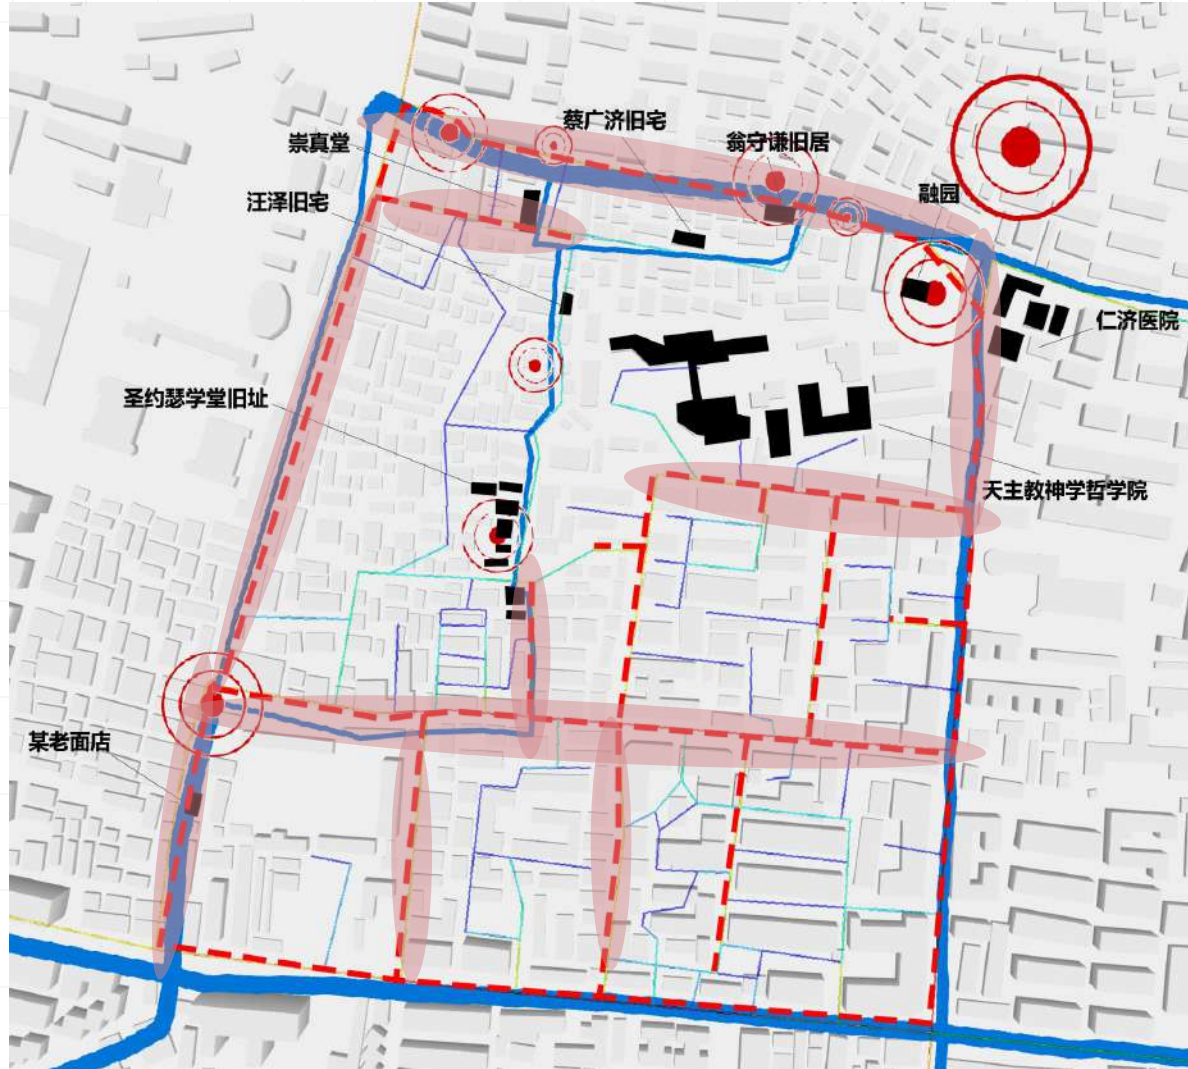 蔡广济旧宅
崇真堂
翁守谦旧居
汪泽旧宅
融园
仁济医院
圣约瑟学堂旧址
天主教神学哲学院
某老面店